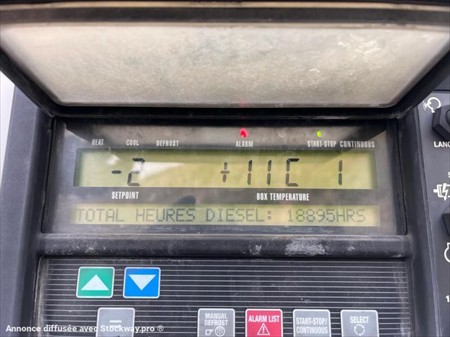 HEAT COOL DEFROST ALARM START-STOP CONTINUOUS
-2 +11C 1
SETPOINT BOX TEMPERATURE
TOTAL HEURES DIESEL: 18895HRS
MANUAL DEFROST ALARM LIST START-STOP/ CONTINUOUS SELECT
Annonce diffusée avec Stockway.pro ®